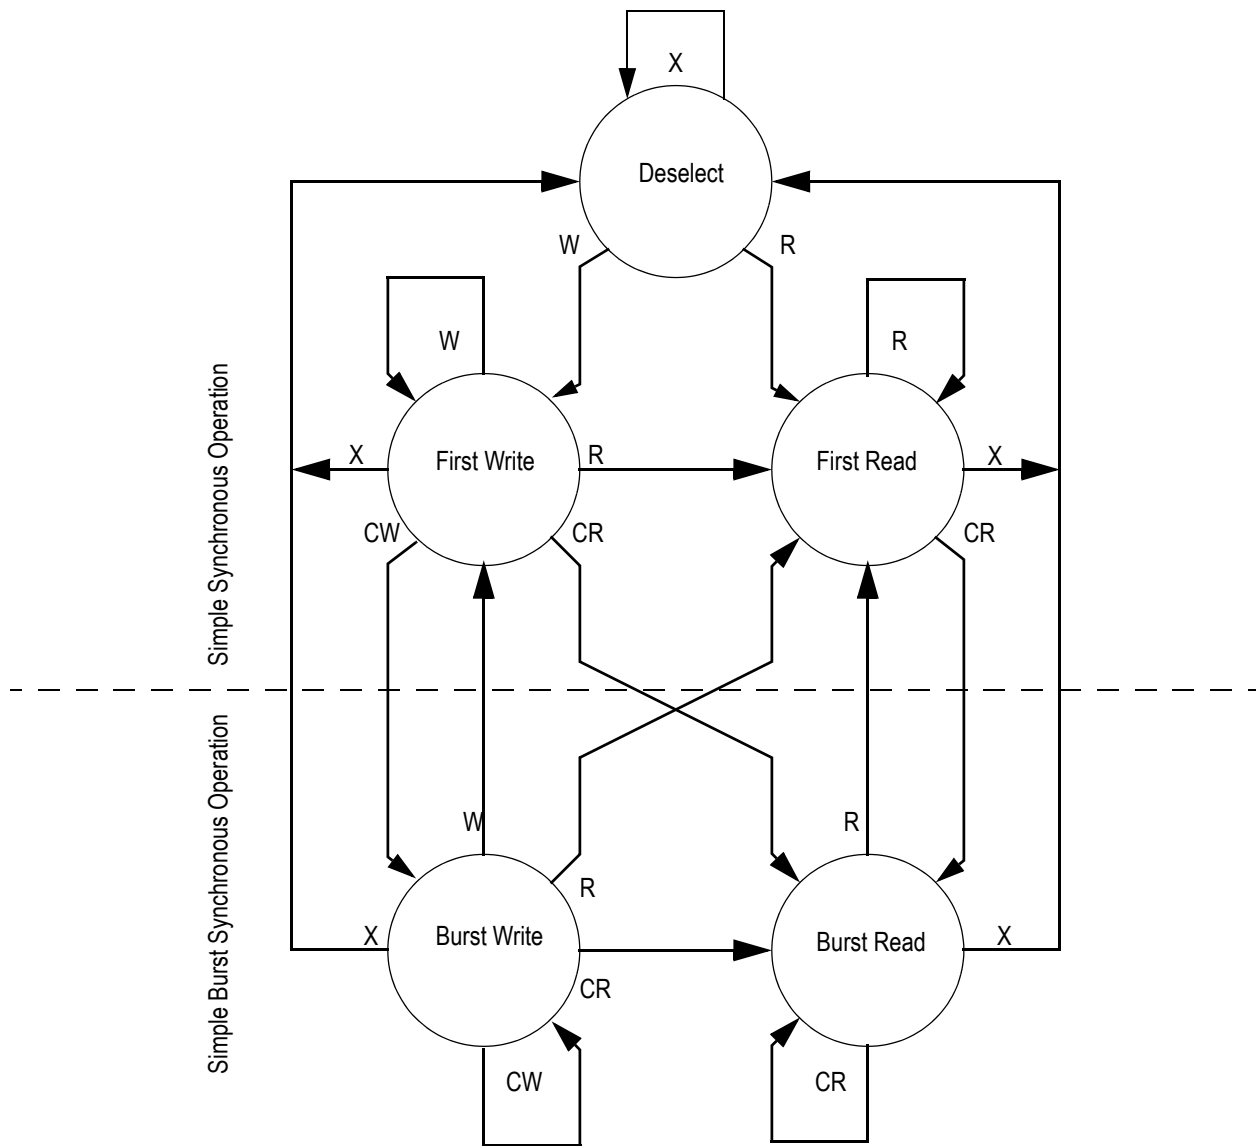 X
Deselect
W
R
W
R
Simple Synchronous Operation
X
First Write
R
First Read
X
CW
CR
CR
Simple Burst Synchronous Operation
W
R
R
X
Burst Write
Burst Read
X
CR
CW
CR